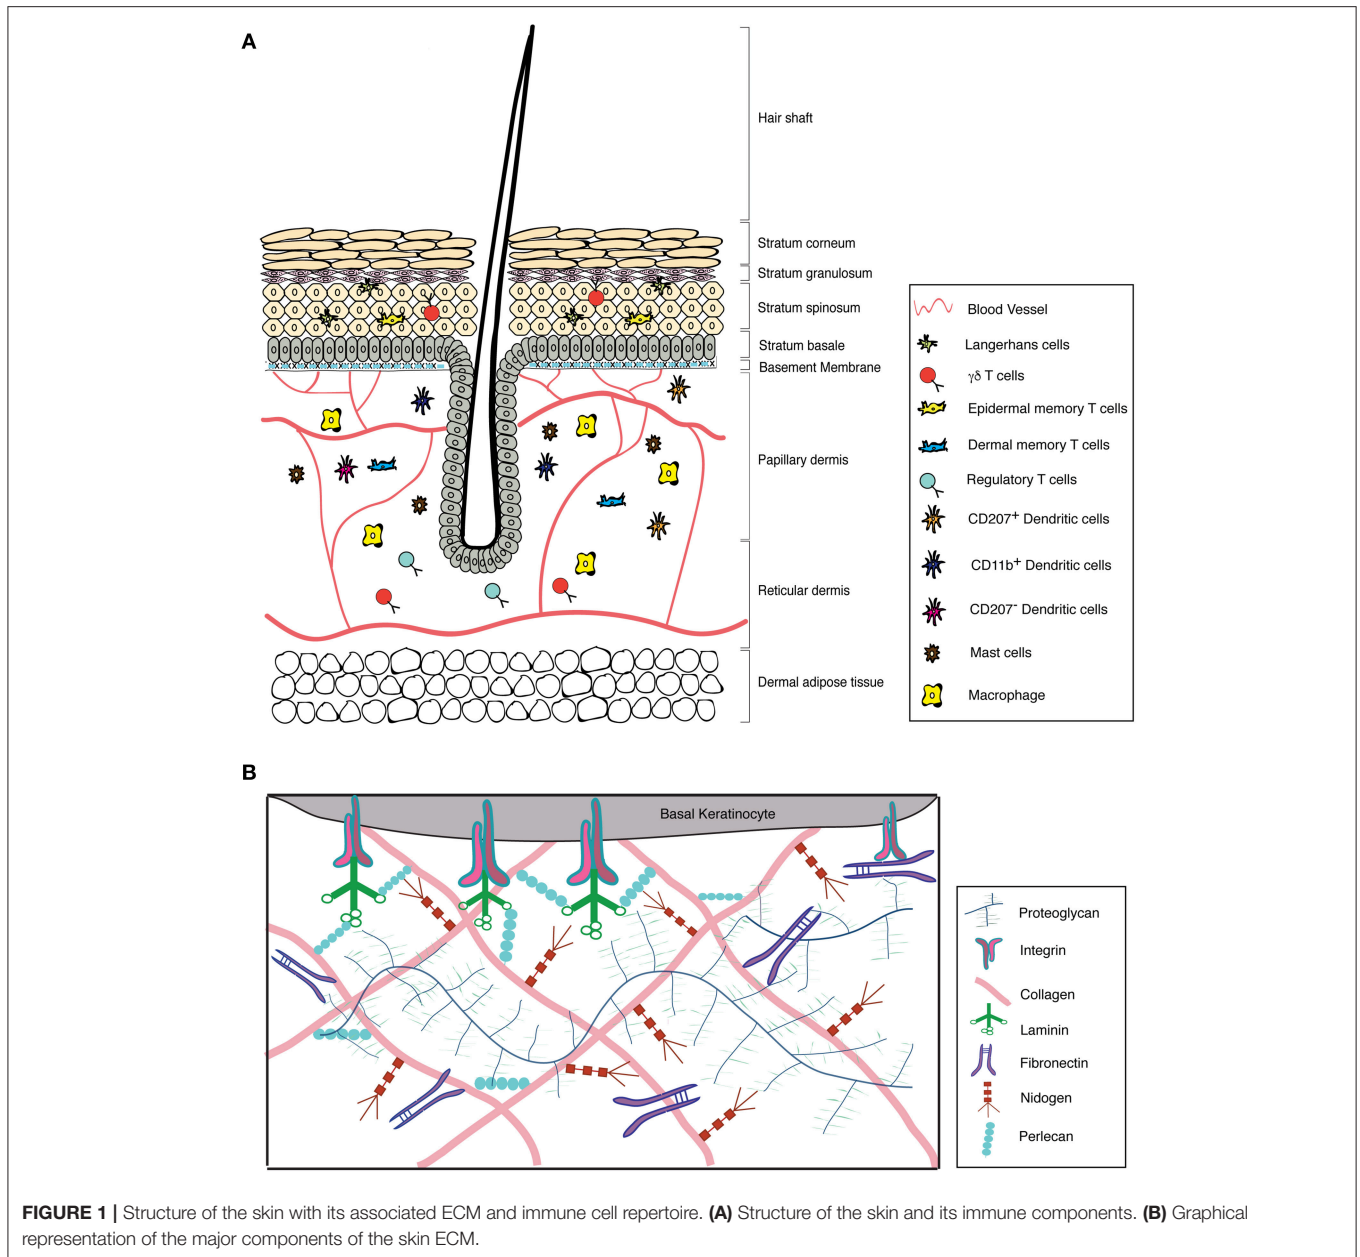 A
Hair shaft
Stratum corneum
Stratum granulosum
Stratum spinosum
Stratum basale
Basement Membrane
Papillary dermis
Reticular dermis
Dermal adipose tissue
Blood Vessel
Langerhans cells
γδ T cells
Epidermal memory T cells
Dermal memory T cells
Regulatory T cells
CD207⁺ Dendritic cells
CD11b⁺ Dendritic cells
CD207⁻ Dendritic cells
Mast cells
Macrophage
B
Basal Keratinocyte
Proteoglycan
Integrin
Collagen
Laminin
Fibronectin
Nidogen
Perlecan
FIGURE 1 | Structure of the skin with its associated ECM and immune cell repertoire. (A) Structure of the skin and its immune components. (B) Graphical
representation of the major components of the skin ECM.